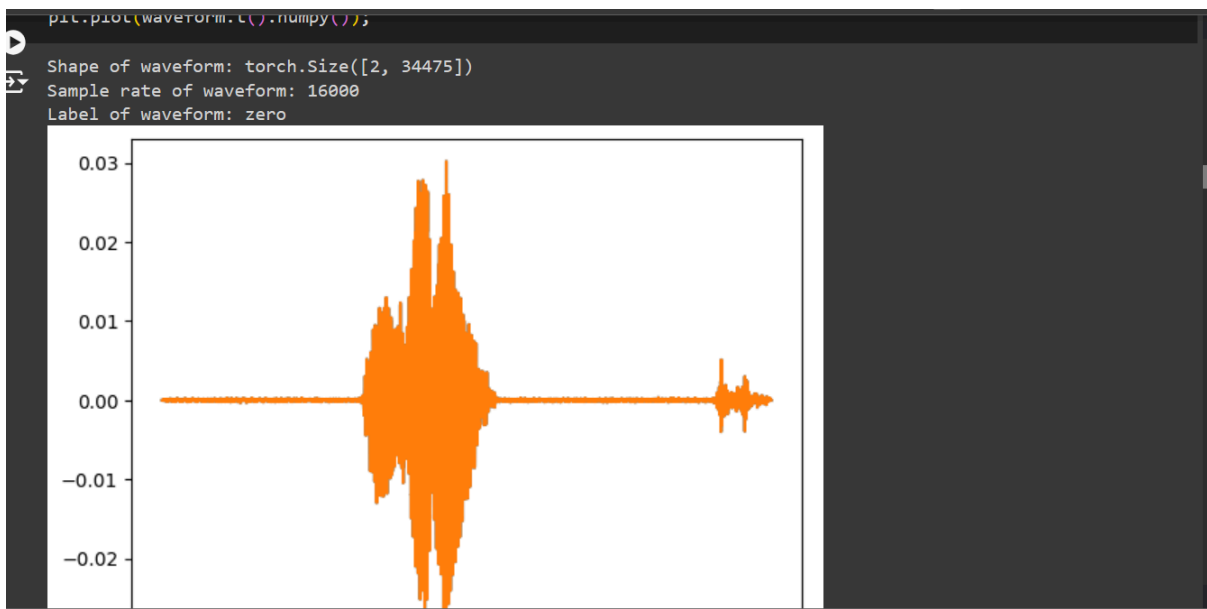 plt.plot(waveform.t().numpy());
Shape of waveform: torch.Size([2, 34475])
Sample rate of waveform: 16000
Label of waveform: zero
0.03
0.02
0.01
0.00
−0.01
−0.02